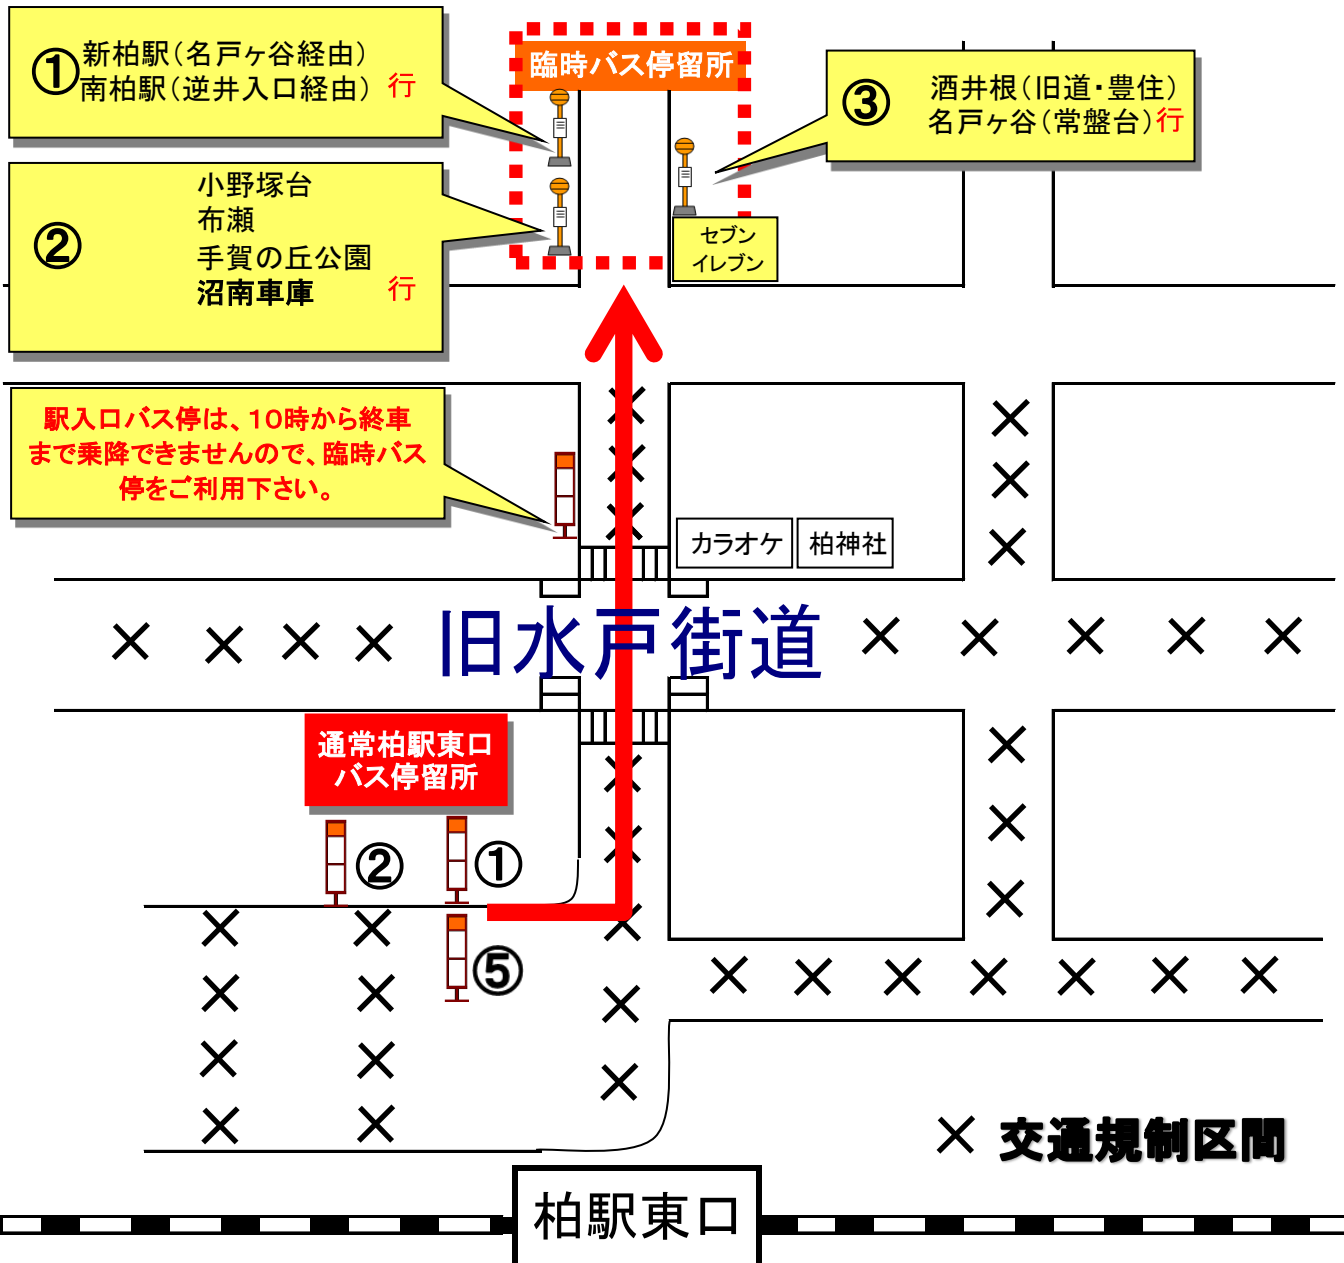 ①
新柏駅（名戸ヶ谷経由）
南柏駅（逆井入口経由） 行
臨時バス停留所
③
酒井根（旧道・豊住）
名戸ヶ谷（常盤台）行
②
小野塚台
布瀬
手賀の丘公園
沼南車庫 行
セブン
イレブン
駅入口バス停は、10時から終車
まで乗降できませんので、臨時バス
停をご利用下さい。
カラオケ
柏神社
旧水戸街道
通常柏駅東口
バス停留所
②
①
⑤
× 交通規制区間
柏駅東口